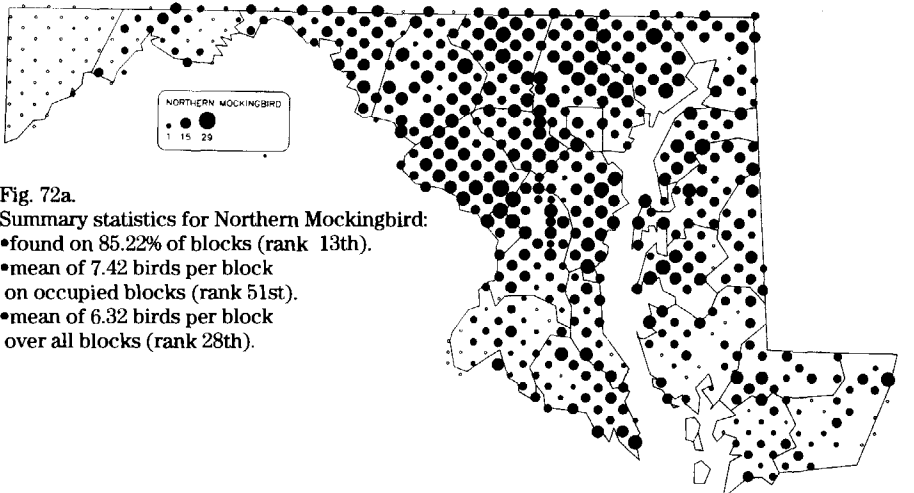 NORTHERN MOCKINGBIRD
1 15 29
Fig. 72a.
Summary statistics for Northern Mockingbird:
•found on 85.22% of blocks (rank 13th).
•mean of 7.42 birds per block
on occupied blocks (rank 51st).
•mean of 6.32 birds per block
over all blocks (rank 28th).